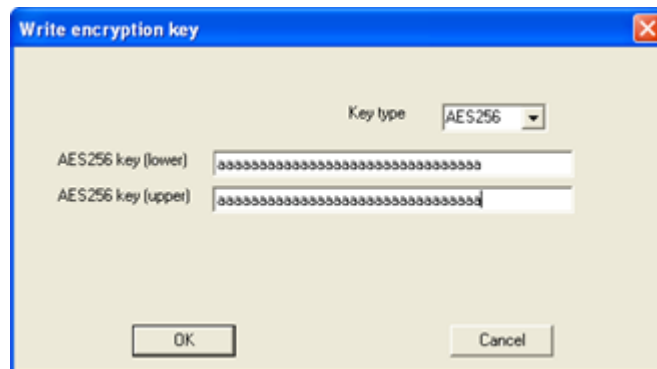 Write encryption key
Key type AES256
AES256 key (lower) aaaaaaaaaaaaaaaaaaaaaaaaaaaaaaaa
AES256 key (upper) aaaaaaaaaaaaaaaaaaaaaaaaaaaaaaaa
OK Cancel